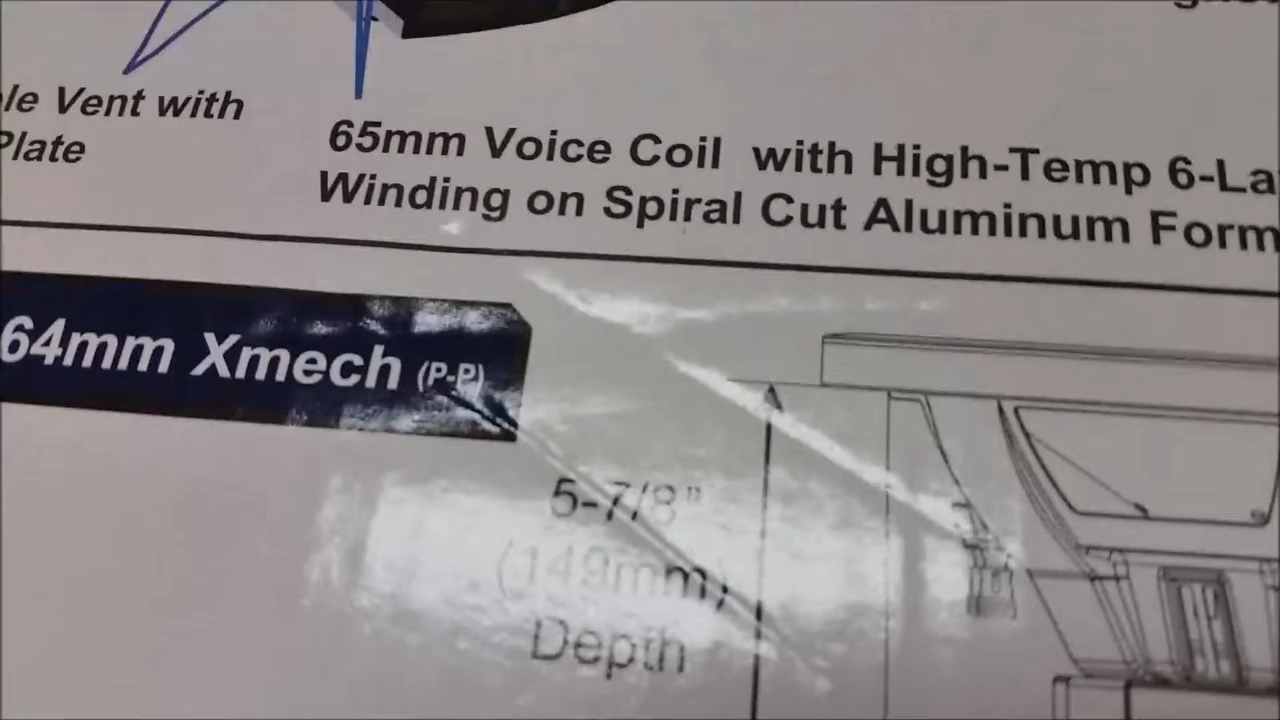 le Vent with
Plate
65mm Voice Coil with High-Temp 6-La
Winding on Spiral Cut Aluminum Form
64mm Xmech (P-P)
5-7/8"
(149mm)
Depth